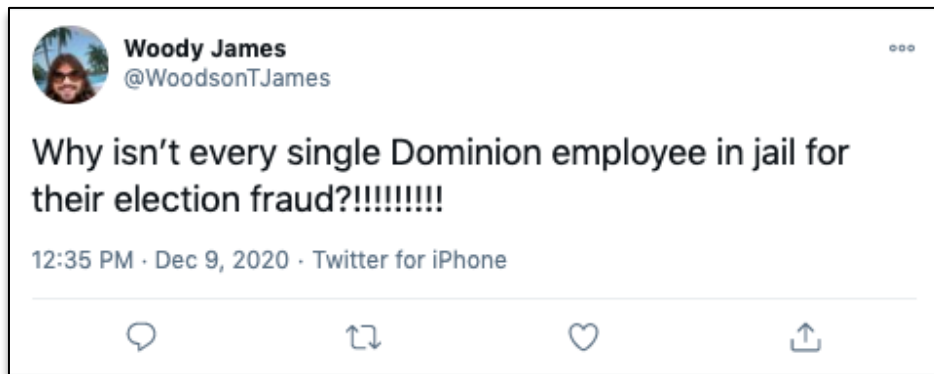 Woody James
@WoodsonTJames
Why isn’t every single Dominion employee in jail for
their election fraud?!!!!!!!!!
12:35 PM · Dec 9, 2020 · Twitter for iPhone